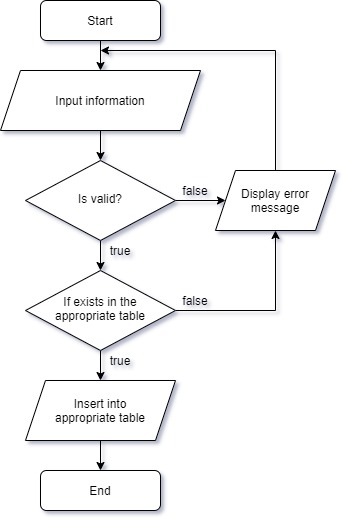 Start
Input information
Is valid?
false
Display error
message
true
If exists in the
appropriate table
false
true
Insert into
appropriate table
End